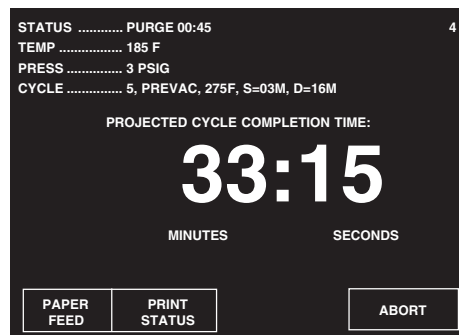 STATUS ............ PURGE 00:45 4
TEMP ................. 185 F
PRESS ............... 3 PSIG
CYCLE ............... 5, PREVAC, 275F, S=03M, D=16M
PROJECTED CYCLE COMPLETION TIME:
33:15
MINUTES SECONDS
PAPER FEED
PRINT STATUS
ABORT